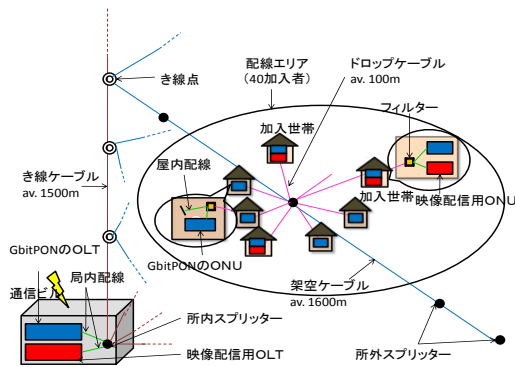 配線エリア
（40加入者）
ドロップケーブル
av. 100m
き線点
フィルター
加入世帯
屋内配線
き線ケーブル
av. 1500m
加入世帯
映像配信用ONU
GbitPONのOLT
GbitPONのONU
局内配線
通信ビル
架空ケーブル
av. 1600m
所内スプリッター
映像配信用OLT
所外スプリッター